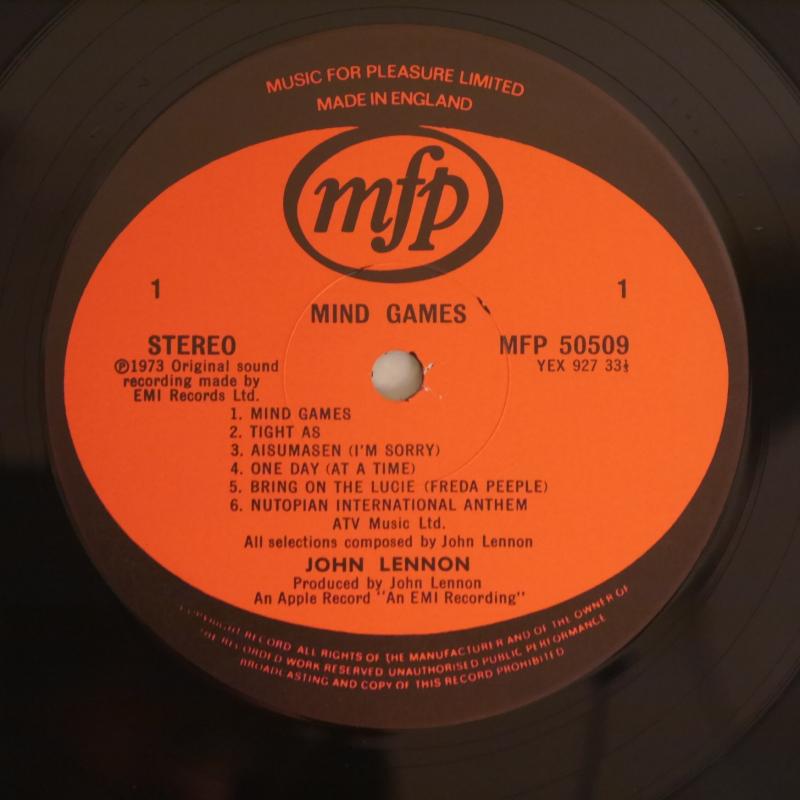 MUSIC FOR PLEASURE LIMITED
MADE IN ENGLAND
mfp
1 1
MIND GAMES
STEREO MFP 50509
℗1973 Original sound YEX 927 33⅓
recording made by
EMI Records Ltd.
1. MIND GAMES
2. TIGHT AS
3. AISUMASEN (I'M SORRY)
4. ONE DAY (AT A TIME)
5. BRING ON THE LUCIE (FREDA PEEPLE)
6. NUTOPIAN INTERNATIONAL ANTHEM
ATV Music Ltd.
All selections composed by John Lennon
JOHN LENNON
Produced by John Lennon
An Apple Record "An EMI Recording"
COPYRIGHT RECORD ALL RIGHTS OF THE MANUFACTURER AND OF THE OWNER OF
THE RECORDED WORK RESERVED UNAUTHORISED PUBLIC PERFORMANCE
BROADCASTING AND COPY OF THIS RECORD PROHIBITED